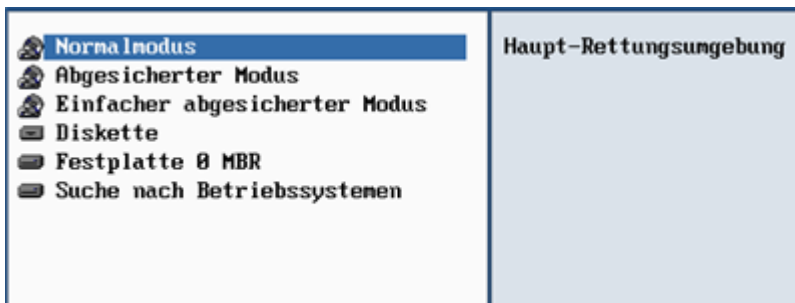 Normalmodus
Abgesicherter Modus
Einfacher abgesicherter Modus
Diskette
Festplatte 0 MBR
Suche nach Betriebssystemen
Haupt-Rettungsumgebung